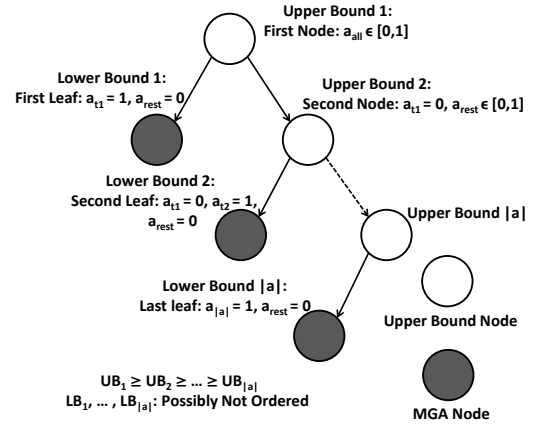 Upper Bound 1:
First Node: a_all ϵ [0,1]
Lower Bound 1:
First Leaf: a_t1 = 1, a_rest = 0
Upper Bound 2:
Second Node: a_t1 = 0, a_rest ϵ [0,1]
Lower Bound 2:
Second Leaf: a_t1 = 0, a_t2 = 1,
a_rest = 0
Upper Bound |a|
Lower Bound |a|:
Last leaf: a_|a| = 1, a_rest = 0
Upper Bound Node
UB_1 ≥ UB_2 ≥ ... ≥ UB_|a|
LB_1, ... , LB_|a|: Possibly Not Ordered
MGA Node